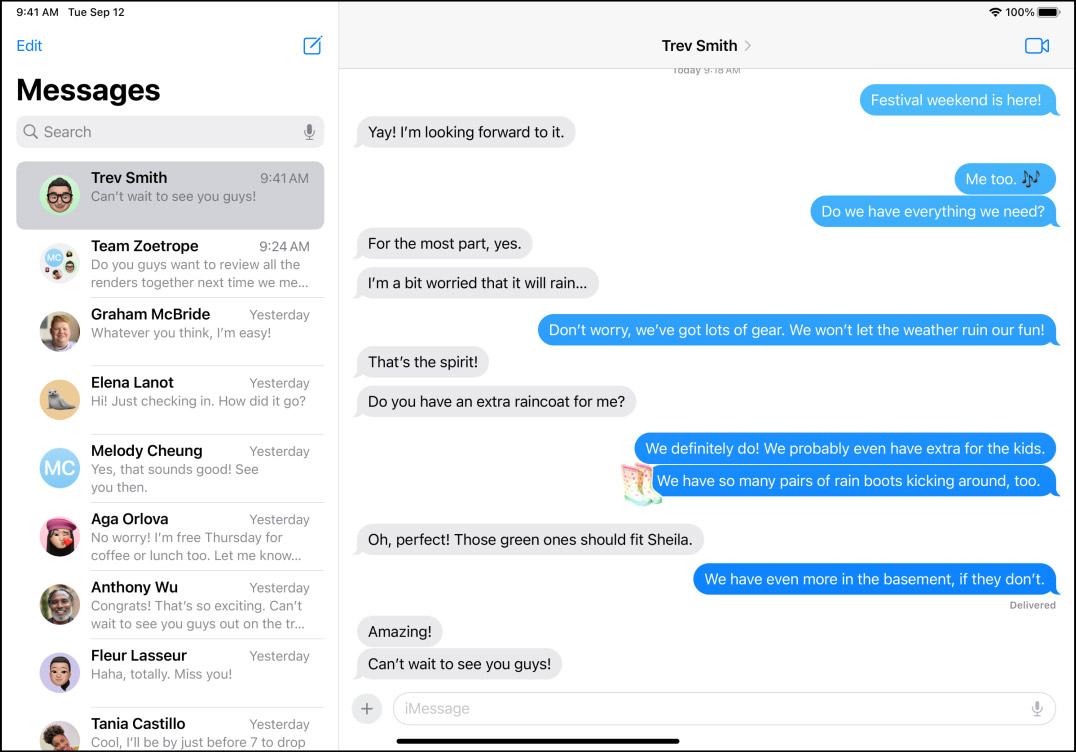 9:41 AM Tue Sep 12
100%
Edit
Messages
Search
Trev Smith 9:41 AM
Can't wait to see you guys!
Team Zoetrope 9:24 AM
Do you guys want to review all the
renders together next time we me...
Graham McBride Yesterday
Whatever you think, I'm easy!
Elena Lanot Yesterday
Hi! Just checking in. How did it go?
MC
Melody Cheung Yesterday
Yes, that sounds good! See
you then.
Aga Orlova Yesterday
No worry! I'm free Thursday for
coffee or lunch too. Let me know...
Anthony Wu Yesterday
Congrats! That's so exciting. Can't
wait to see you guys out on the tr...
Fleur Lasseur Yesterday
Haha, totally. Miss you!
Tania Castillo Yesterday
Cool, I'll be by just before 7 to drop
Trev Smith
Today 9:18 AM
Festival weekend is here!
Yay! I'm looking forward to it.
Me too. 🎶
Do we have everything we need?
For the most part, yes.
I'm a bit worried that it will rain...
Don't worry, we've got lots of gear. We won't let the weather ruin our fun!
That's the spirit!
Do you have an extra raincoat for me?
We definitely do! We probably even have extra for the kids.
We have so many pairs of rain boots kicking around, too.
Oh, perfect! Those green ones should fit Sheila.
We have even more in the basement, if they don't.
Delivered
Amazing!
Can't wait to see you guys!
iMessage